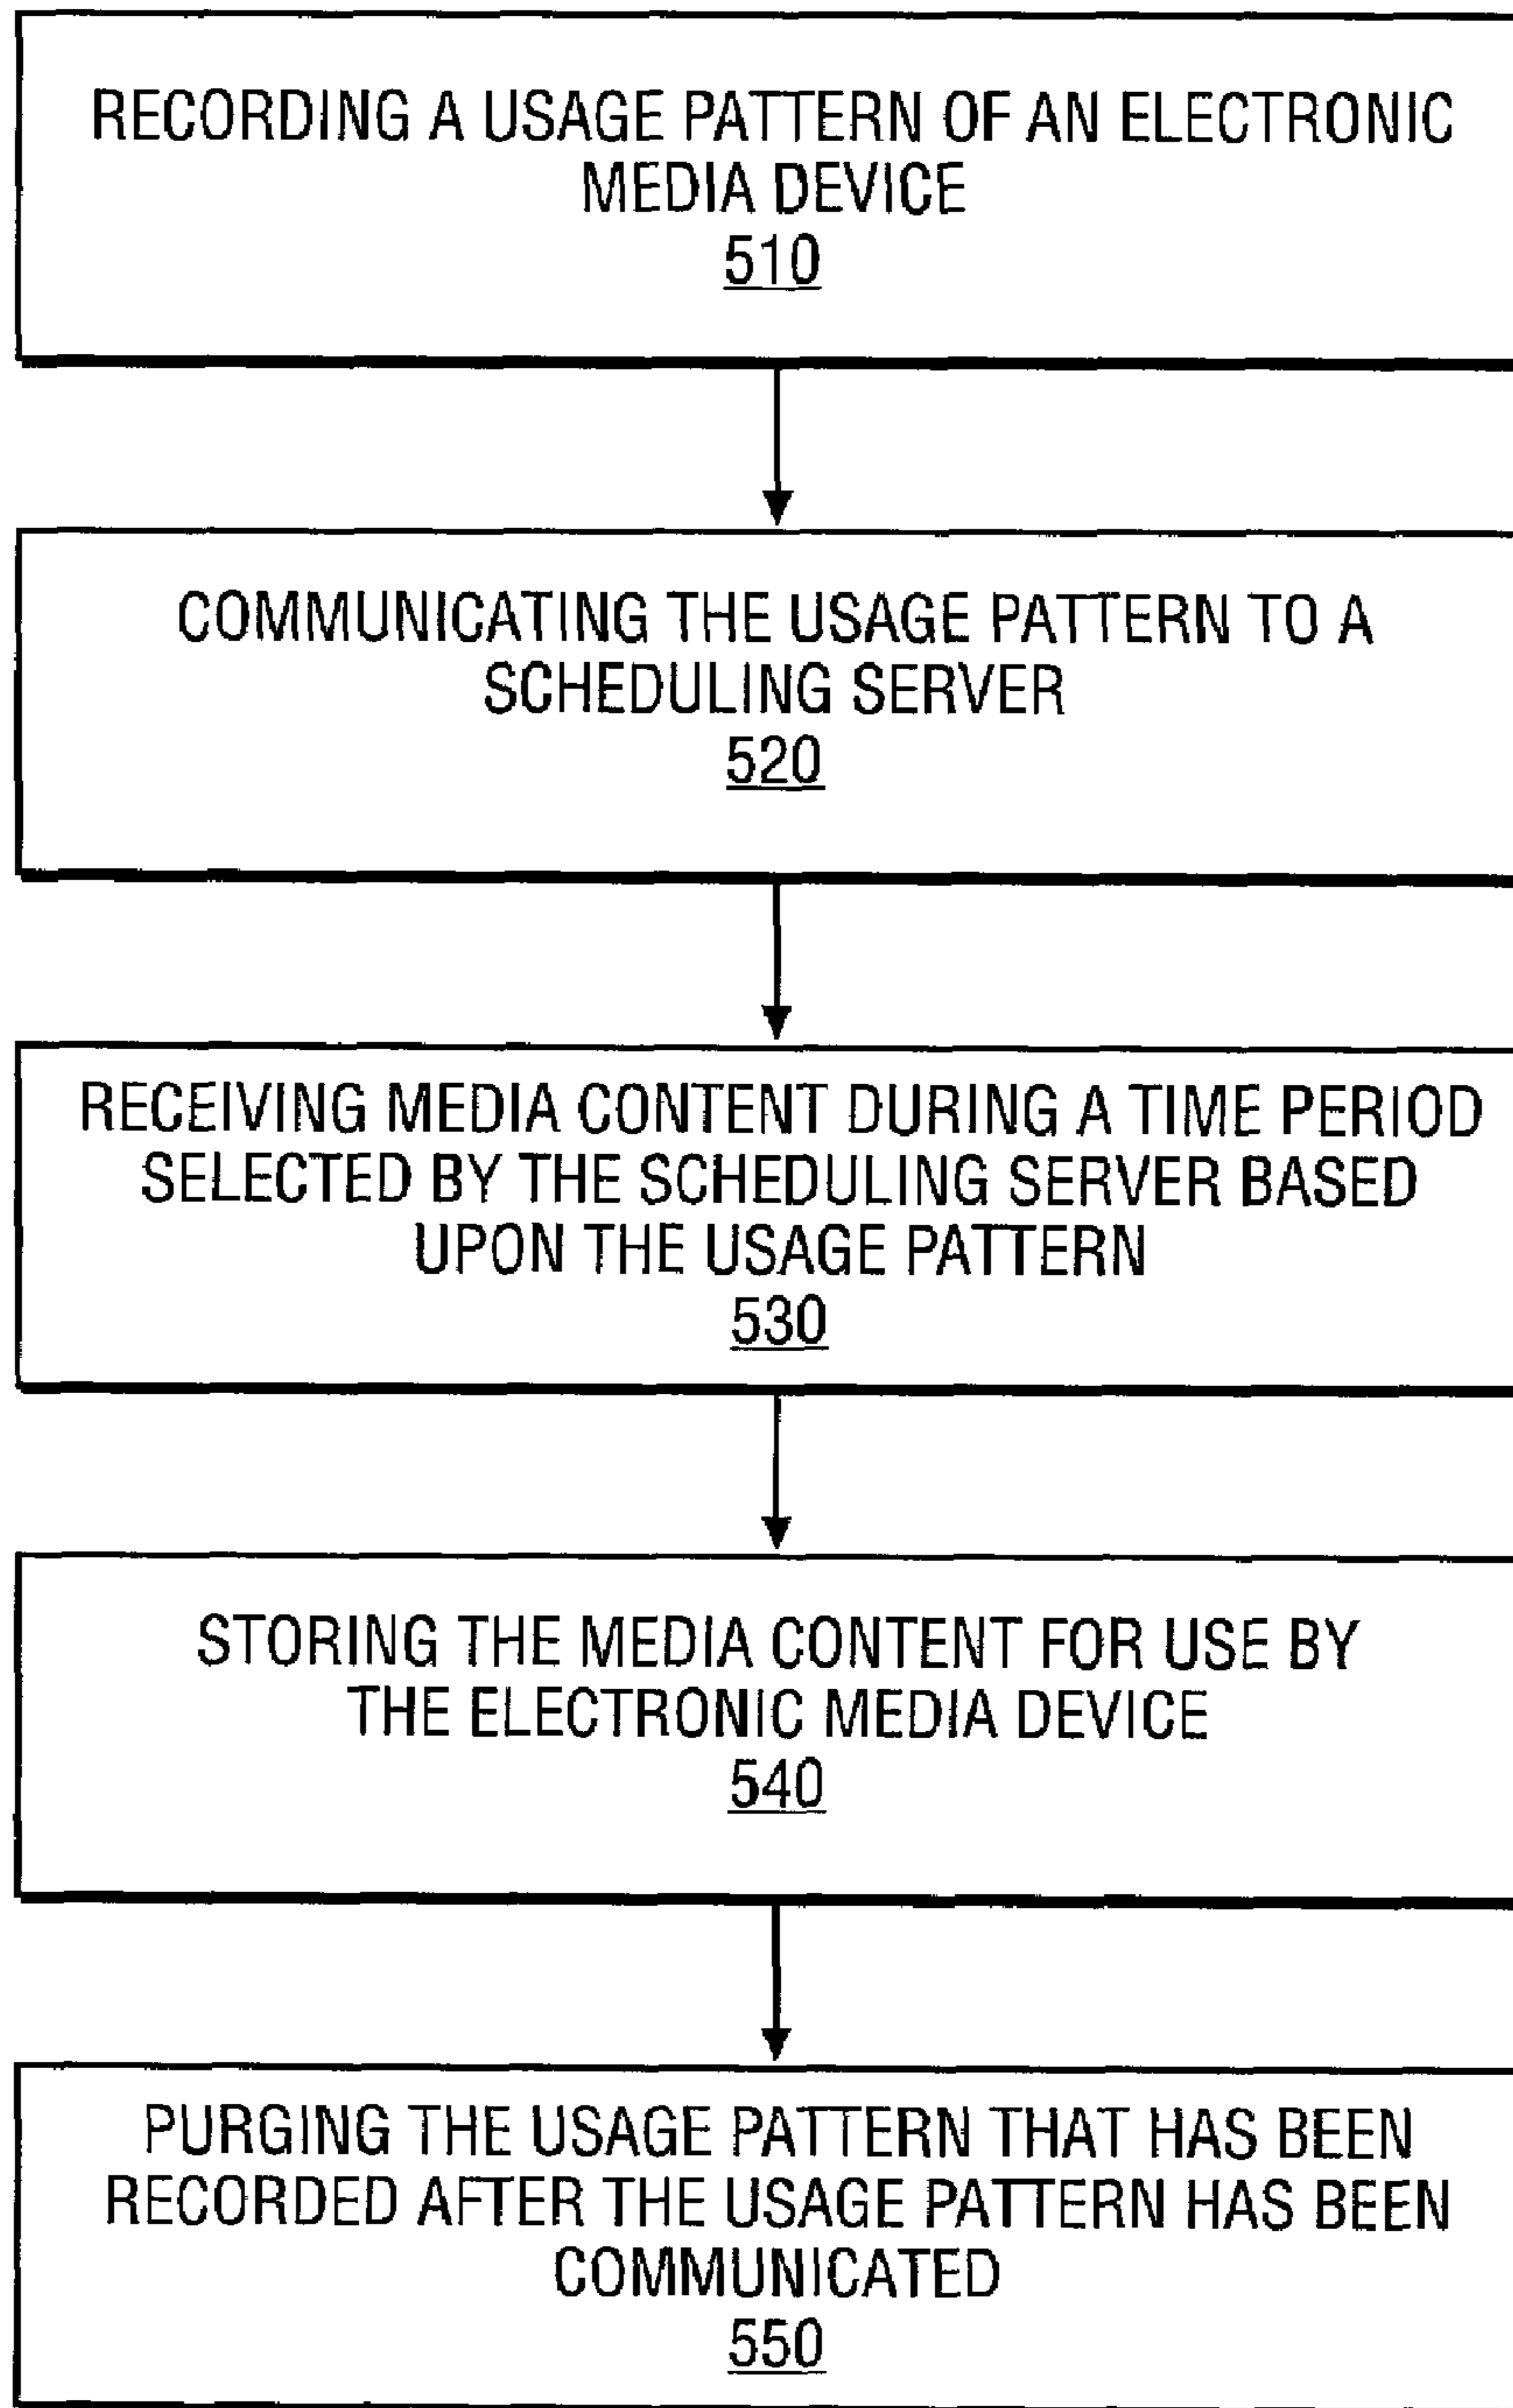 RECORDING A USAGE PATTERN OF AN ELECTRONIC
MEDIA DEVICE
510
COMMUNICATING THE USAGE PATTERN TO A
SCHEDULING SERVER
520
RECEIVING MEDIA CONTENT DURING A TIME PERIOD
SELECTED BY THE SCHEDULING SERVER BASED
UPON THE USAGE PATTERN
530
STORING THE MEDIA CONTENT FOR USE BY
THE ELECTRONIC MEDIA DEVICE
540
PURGING THE USAGE PATTERN THAT HAS BEEN
RECORDED AFTER THE USAGE PATTERN HAS BEEN
COMMUNICATED
550